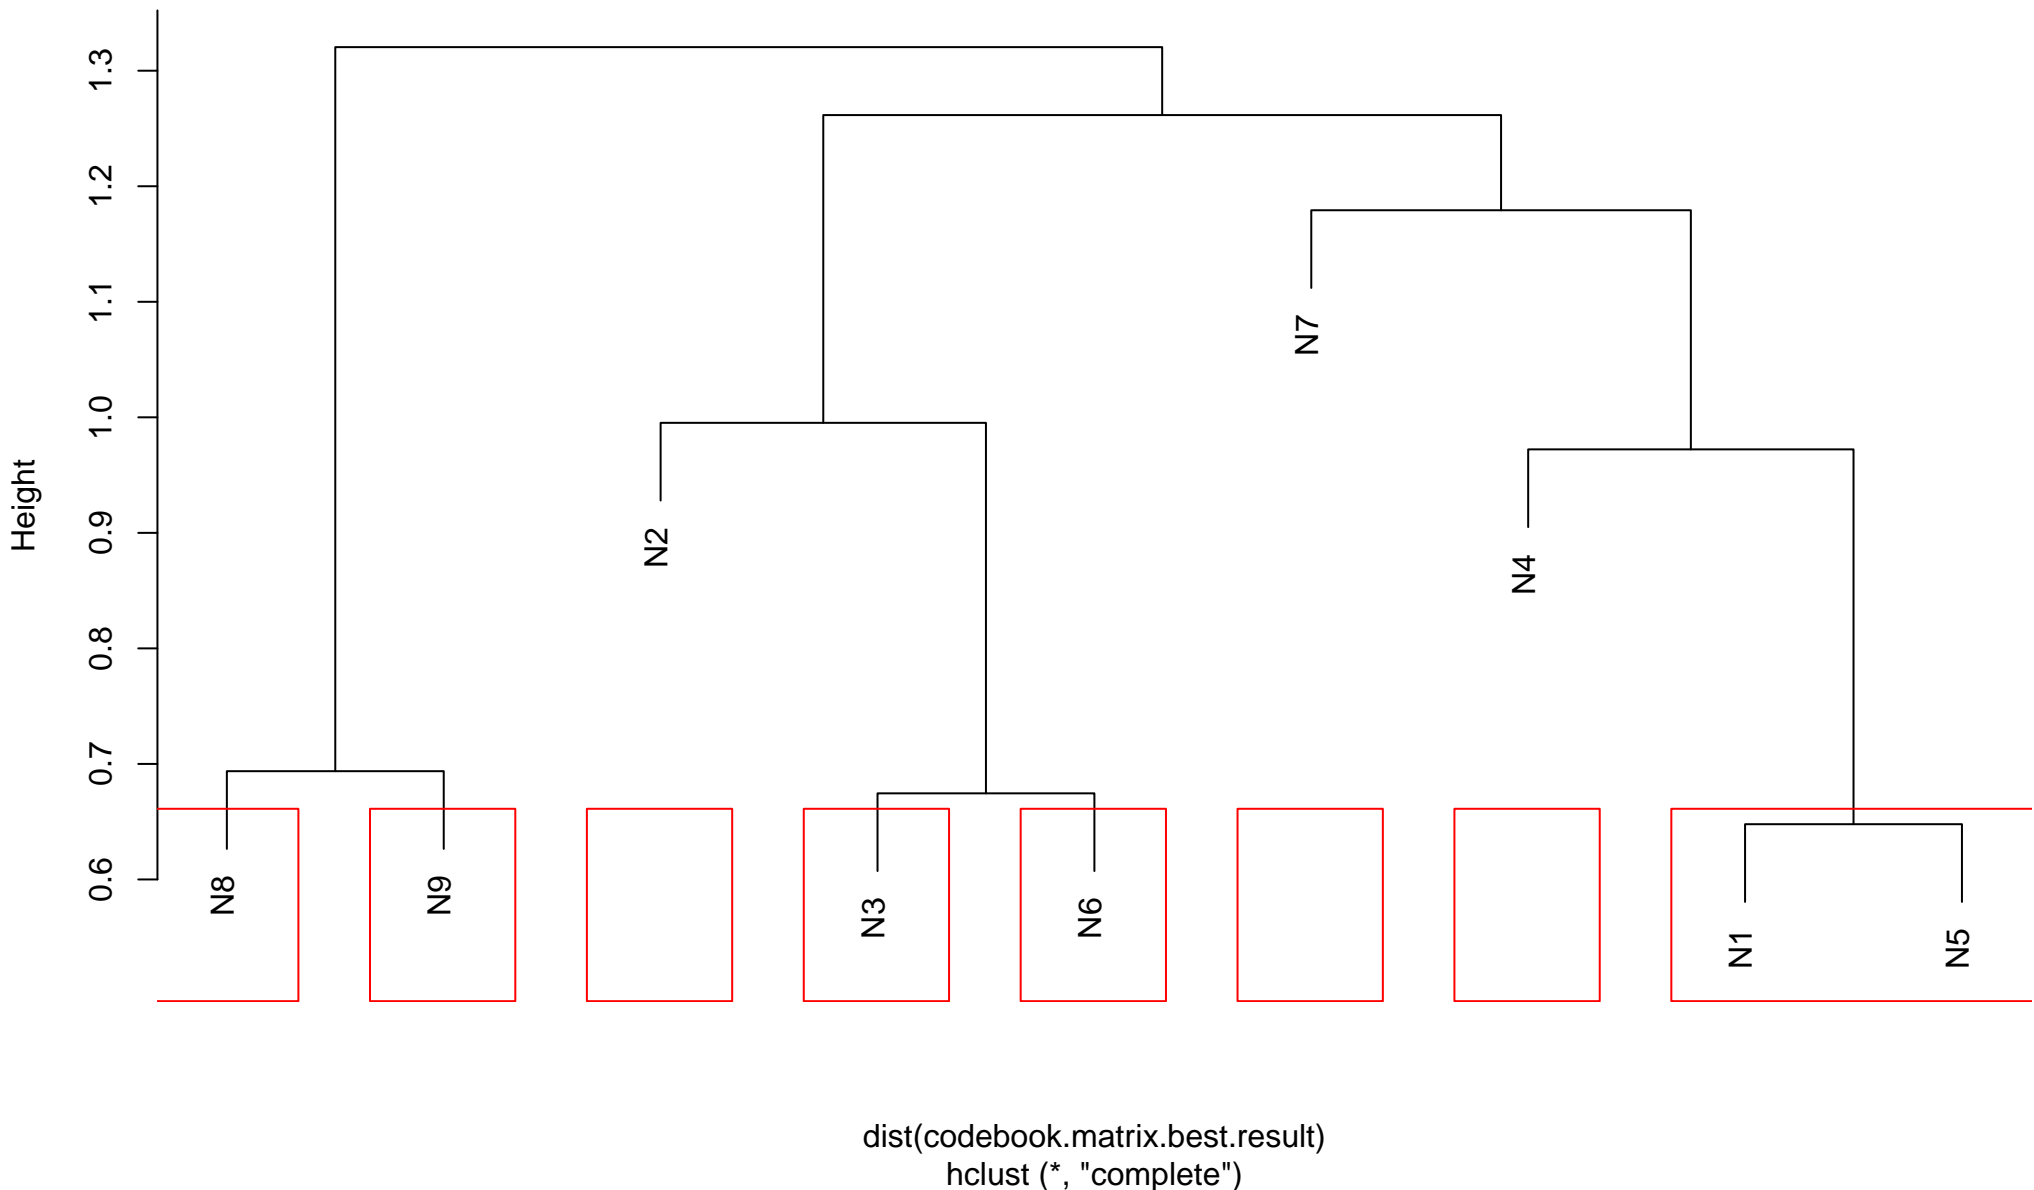 Height
1.3
1.2
1.1
1.0
0.9
0.8
0.7
0.6
N7
N2
N4
N8
N9
N3
N6
N1
N5
dist(codebook.matrix.best.result)
hclust (*, "complete")